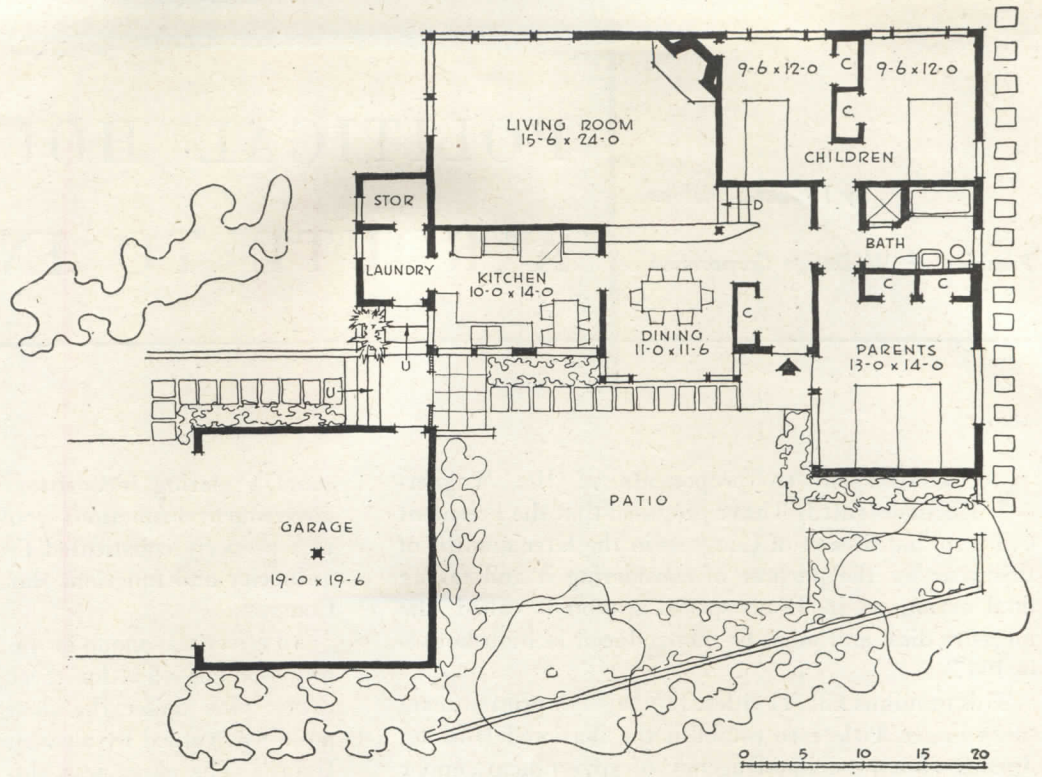 LIVING ROOM
15-6 x 24-0
9-6 x 12-0
C
9-6 x 12-0
C
CHILDREN
STOR
D
BATH
LAUNDRY
KITCHEN
10-0 x 14-0
C
C
C
DINING
11-0 x 11-6
PARENTS
13-0 x 14-0
U
U
PATIO
GARAGE
19-0 x 19-6
0 5 10 15 20